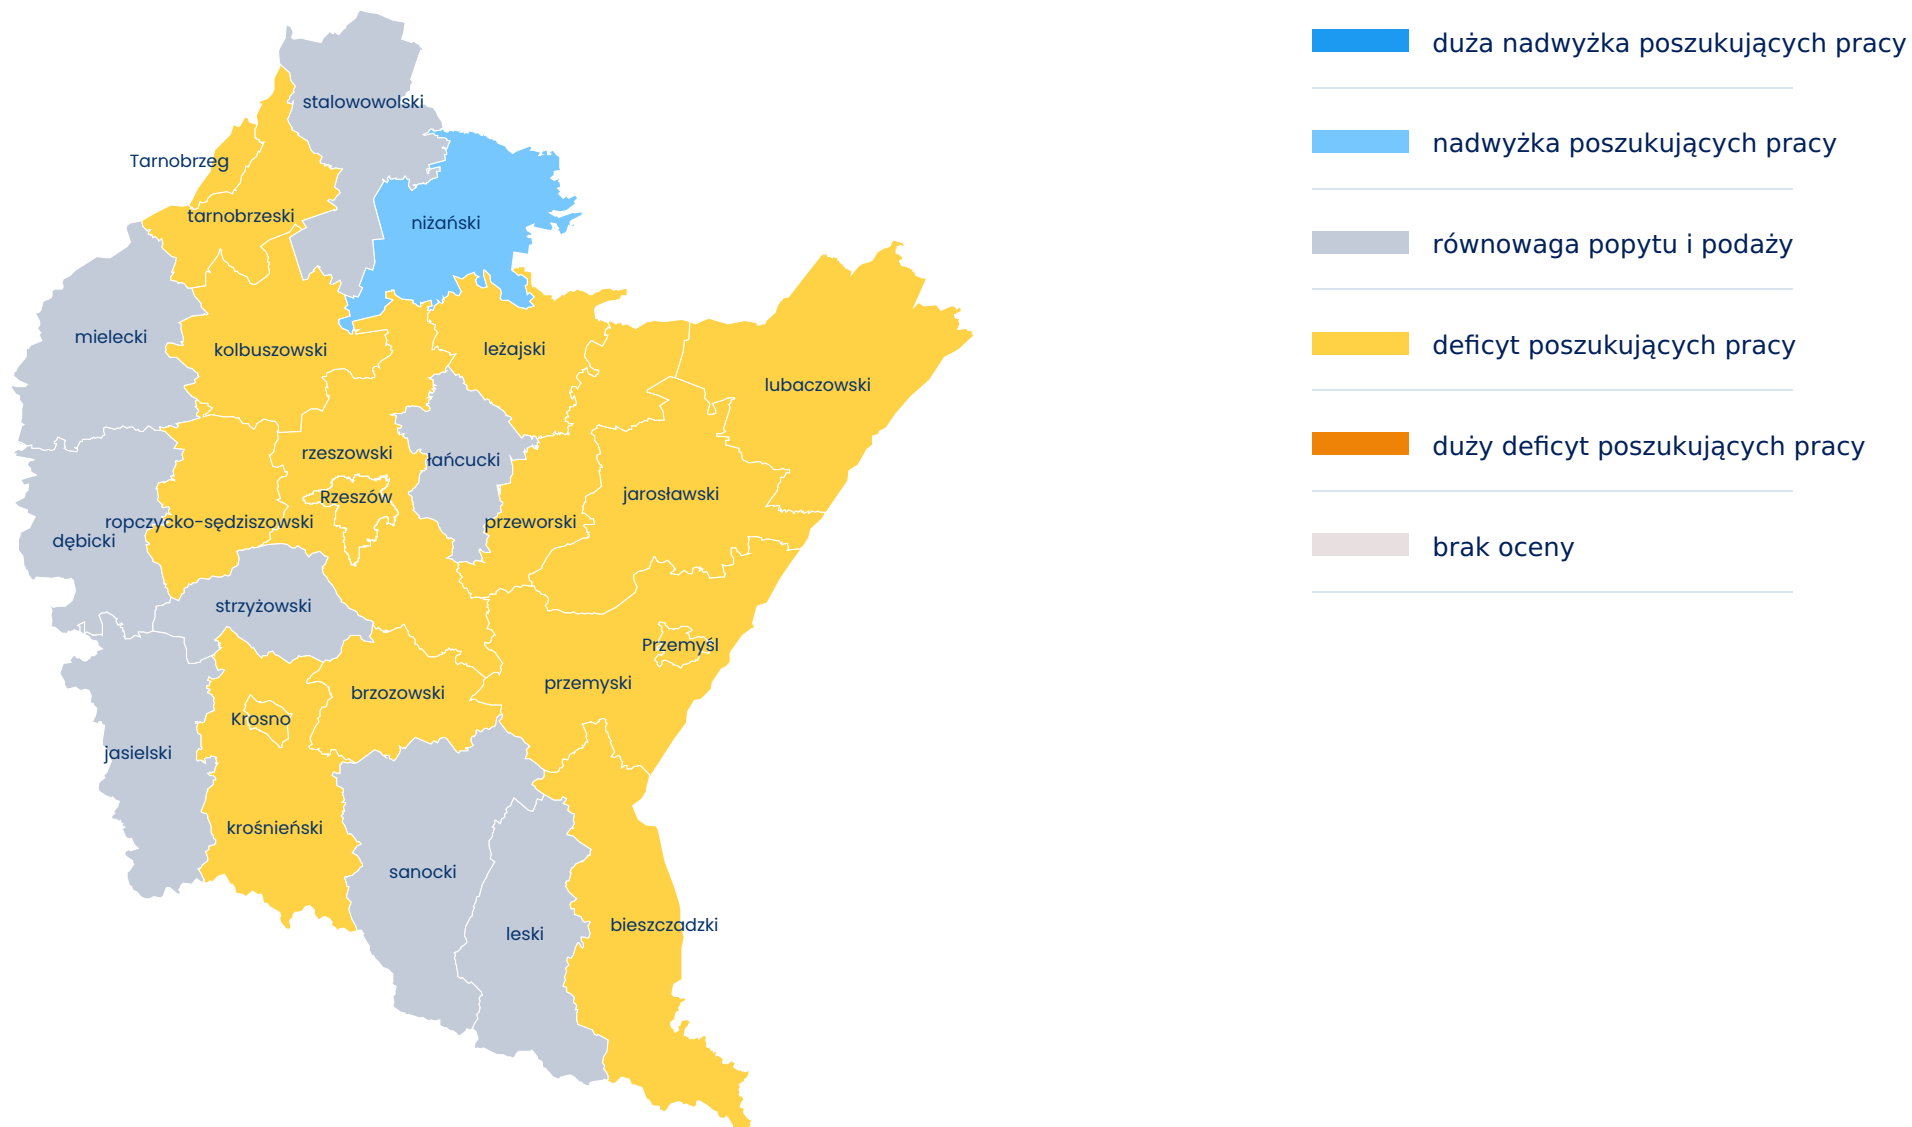 stalowowolski
Tarnobrzeg
tarnobrzeski
niżański
mielecki
kolbuszowski
leżajski
lubaczowski
rzeszowski
łańcucki
Rzeszów
jarosławski
ropczycko-sędziszowski
przeworski
dębicki
strzyżowski
Przemyśl
przemyski
brzozowski
Krosno
jasielski
krośnieński
sanocki
leski
bieszczadzki
duża nadwyżka poszukujących pracy
nadwyżka poszukujących pracy
równowaga popytu i podaży
deficyt poszukujących pracy
duży deficyt poszukujących pracy
brak oceny